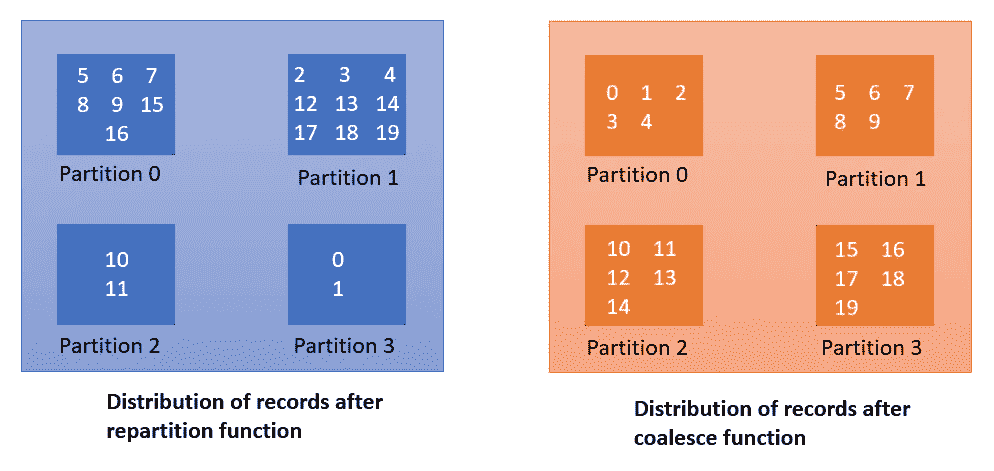 5 6 7
8 9 15
16
Partition 0
2 3 4
12 13 14
17 18 19
Partition 1
10
11
Partition 2
0
1
Partition 3
Distribution of records after
repartition function
0 1 2
3 4
Partition 0
5 6 7
8 9
Partition 1
10 11
12 13
14
Partition 2
15 16
17 18
19
Partition 3
Distribution of records after
coalesce function